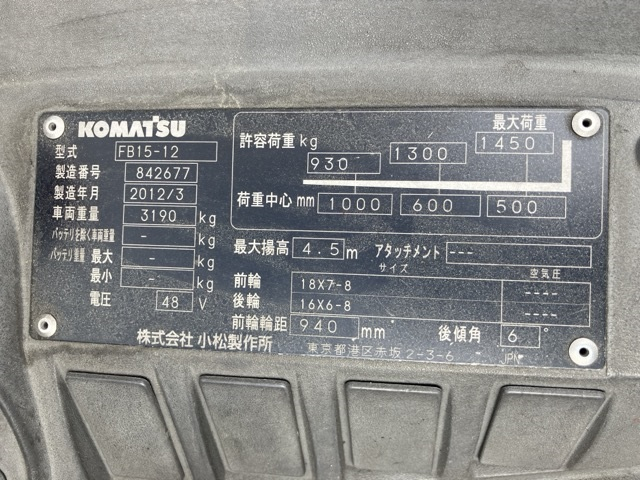 KOMATSU
型式 FB15-12
製造番号 842677
製造年月 2012/3
車両重量 3190 kg
バッテリを除く車両重量 - kg
バッテリ重量 最大 - kg
最小 - kg
電圧 48 V
許容荷重 kg 930 1300 最大荷重 1450
荷重中心 mm 1000 600 500
最大揚高 4.5 m アタッチメント ---
サイズ 空気圧
前輪 18X7-8 ----
後輪 16X6-8 ----
前輪輪距 940 mm 後傾角 6 °
株式会社 小松製作所 東京都港区赤坂2-3-6 JPN